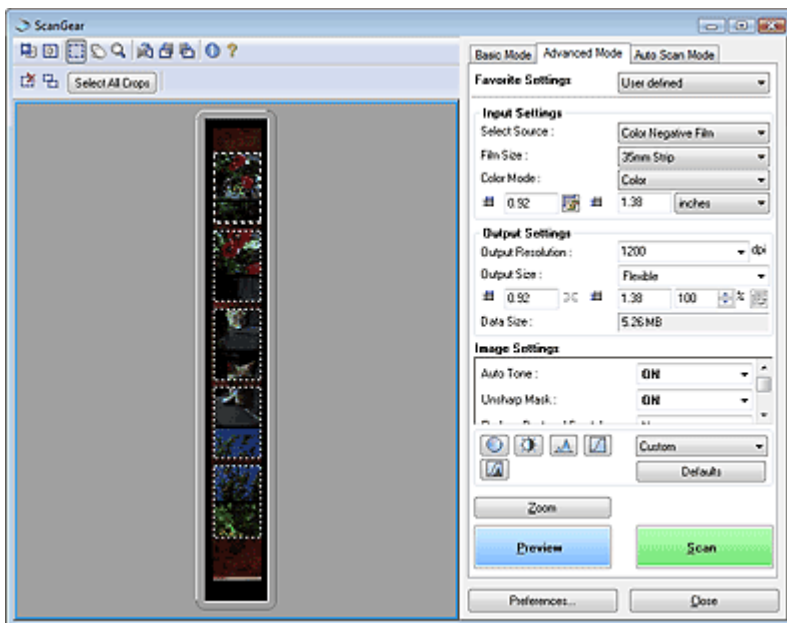 ScanGear
Basic Mode Advanced Mode Auto Scan Mode
Select All Crops
Favorite Settings User defined
Input Settings
Select Source : Color Negative Film
Film Size : 35mm Strip
Color Mode : Color
0.92 1.38 inches
Output Settings
Output Resolution : 1200 dpi
Output Size : Flexible
0.92 1.38 100 %
Data Size : 5.26 MB
Image Settings
Auto Tone : ON
Unsharp Mask : ON
Custom
Defaults
Zoom
Preview Scan
Preferences... Close